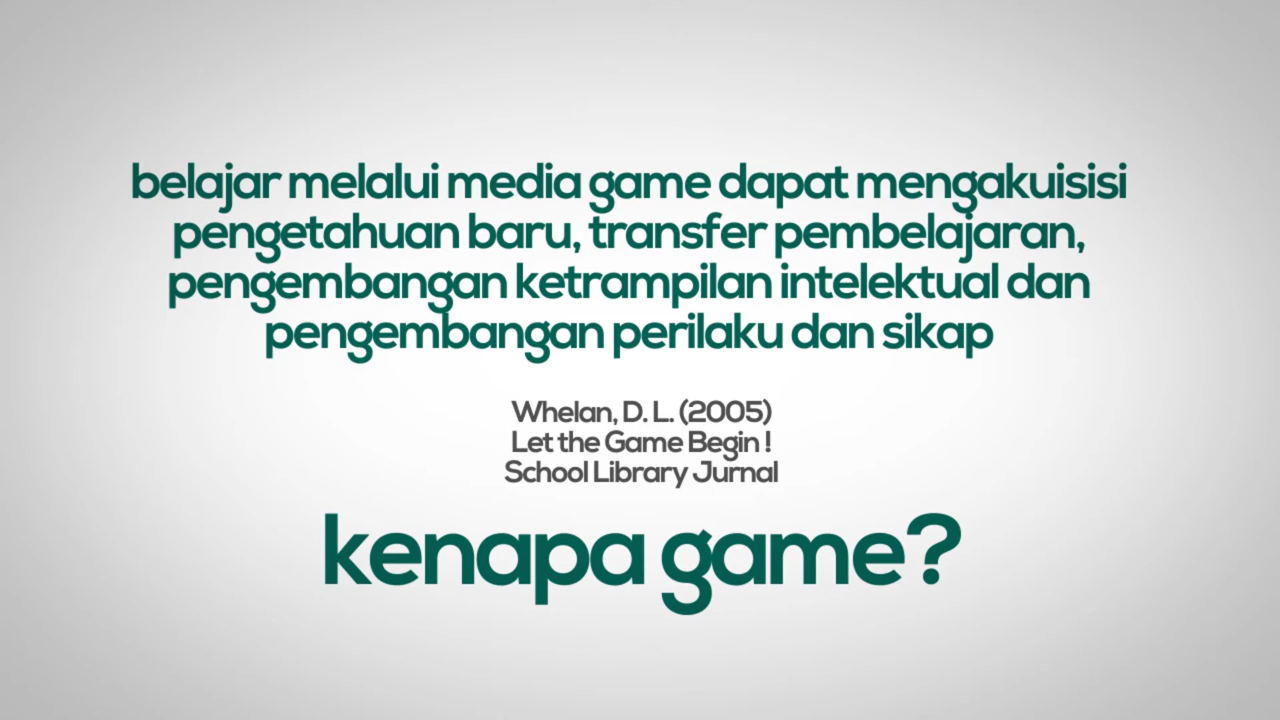 belajar melalui media game dapat mengakuisisi
pengetahuan baru, transfer pembelajaran,
pengembangan ketrampilan intelektual dan
pengembangan perilaku dan sikap
Whelan, D. L. (2005)
Let the Game Begin !
School Library Jurnal
kenapa game?